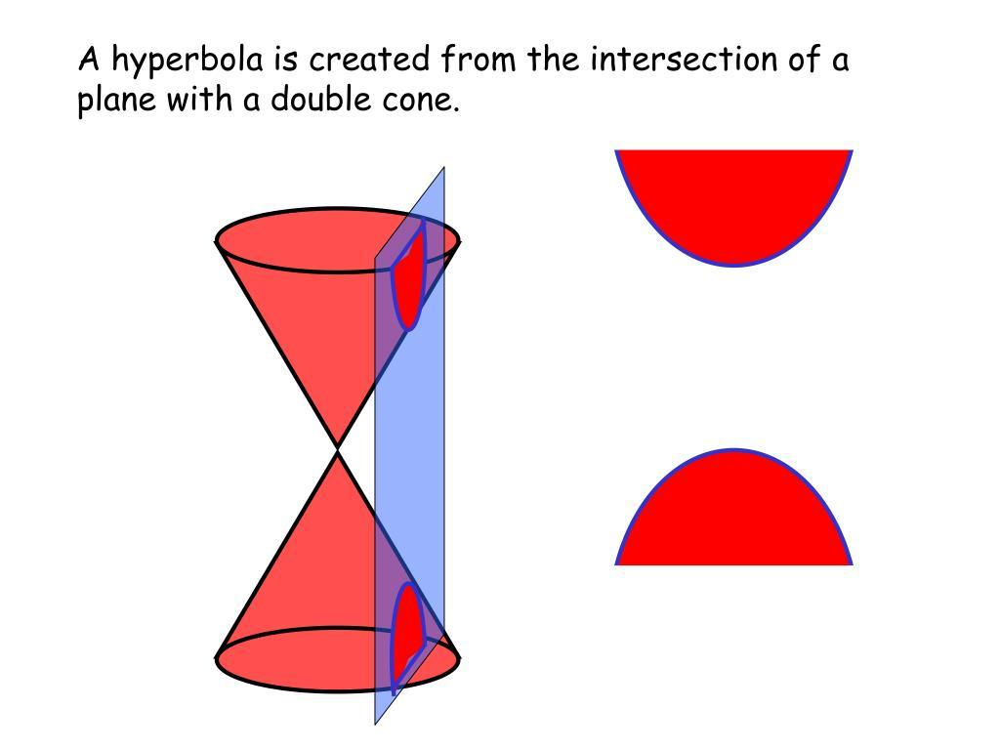 A hyperbola is created from the intersection of a
plane with a double cone.